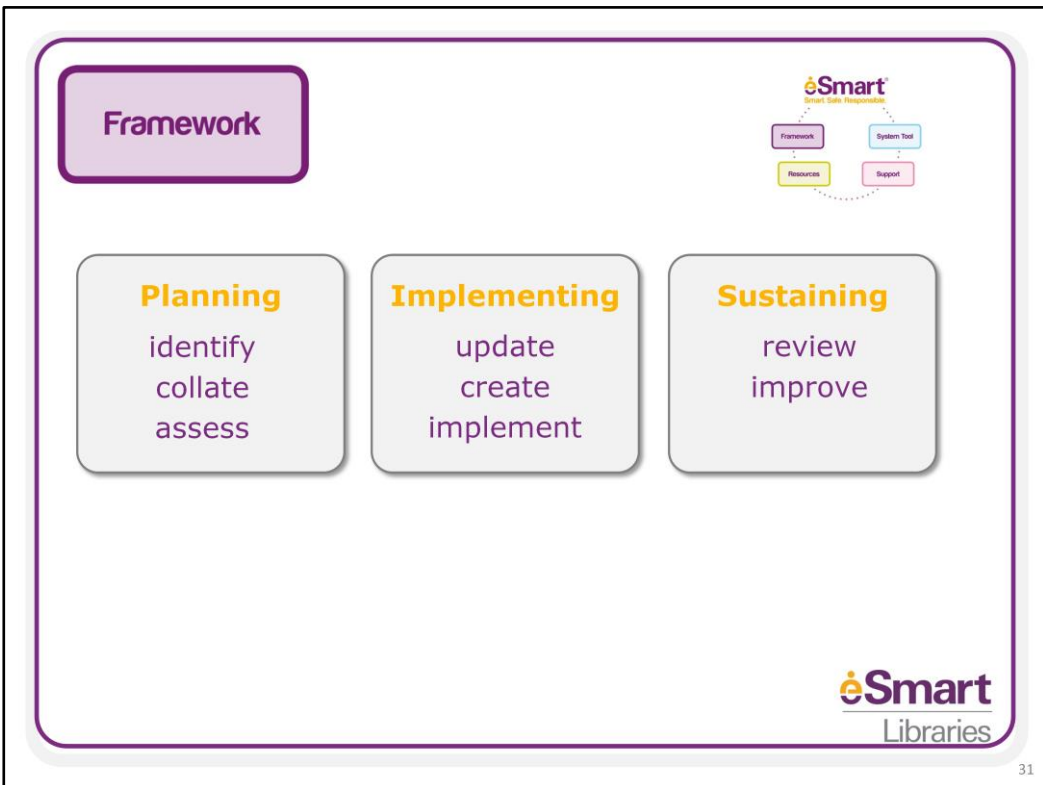 Framework
eSmart
Smart. Safe. Responsible.
Framework
System Tool
Resources
Support
Planning
identify
collate
assess
Implementing
update
create
implement
Sustaining
review
improve
eSmart
Libraries
31